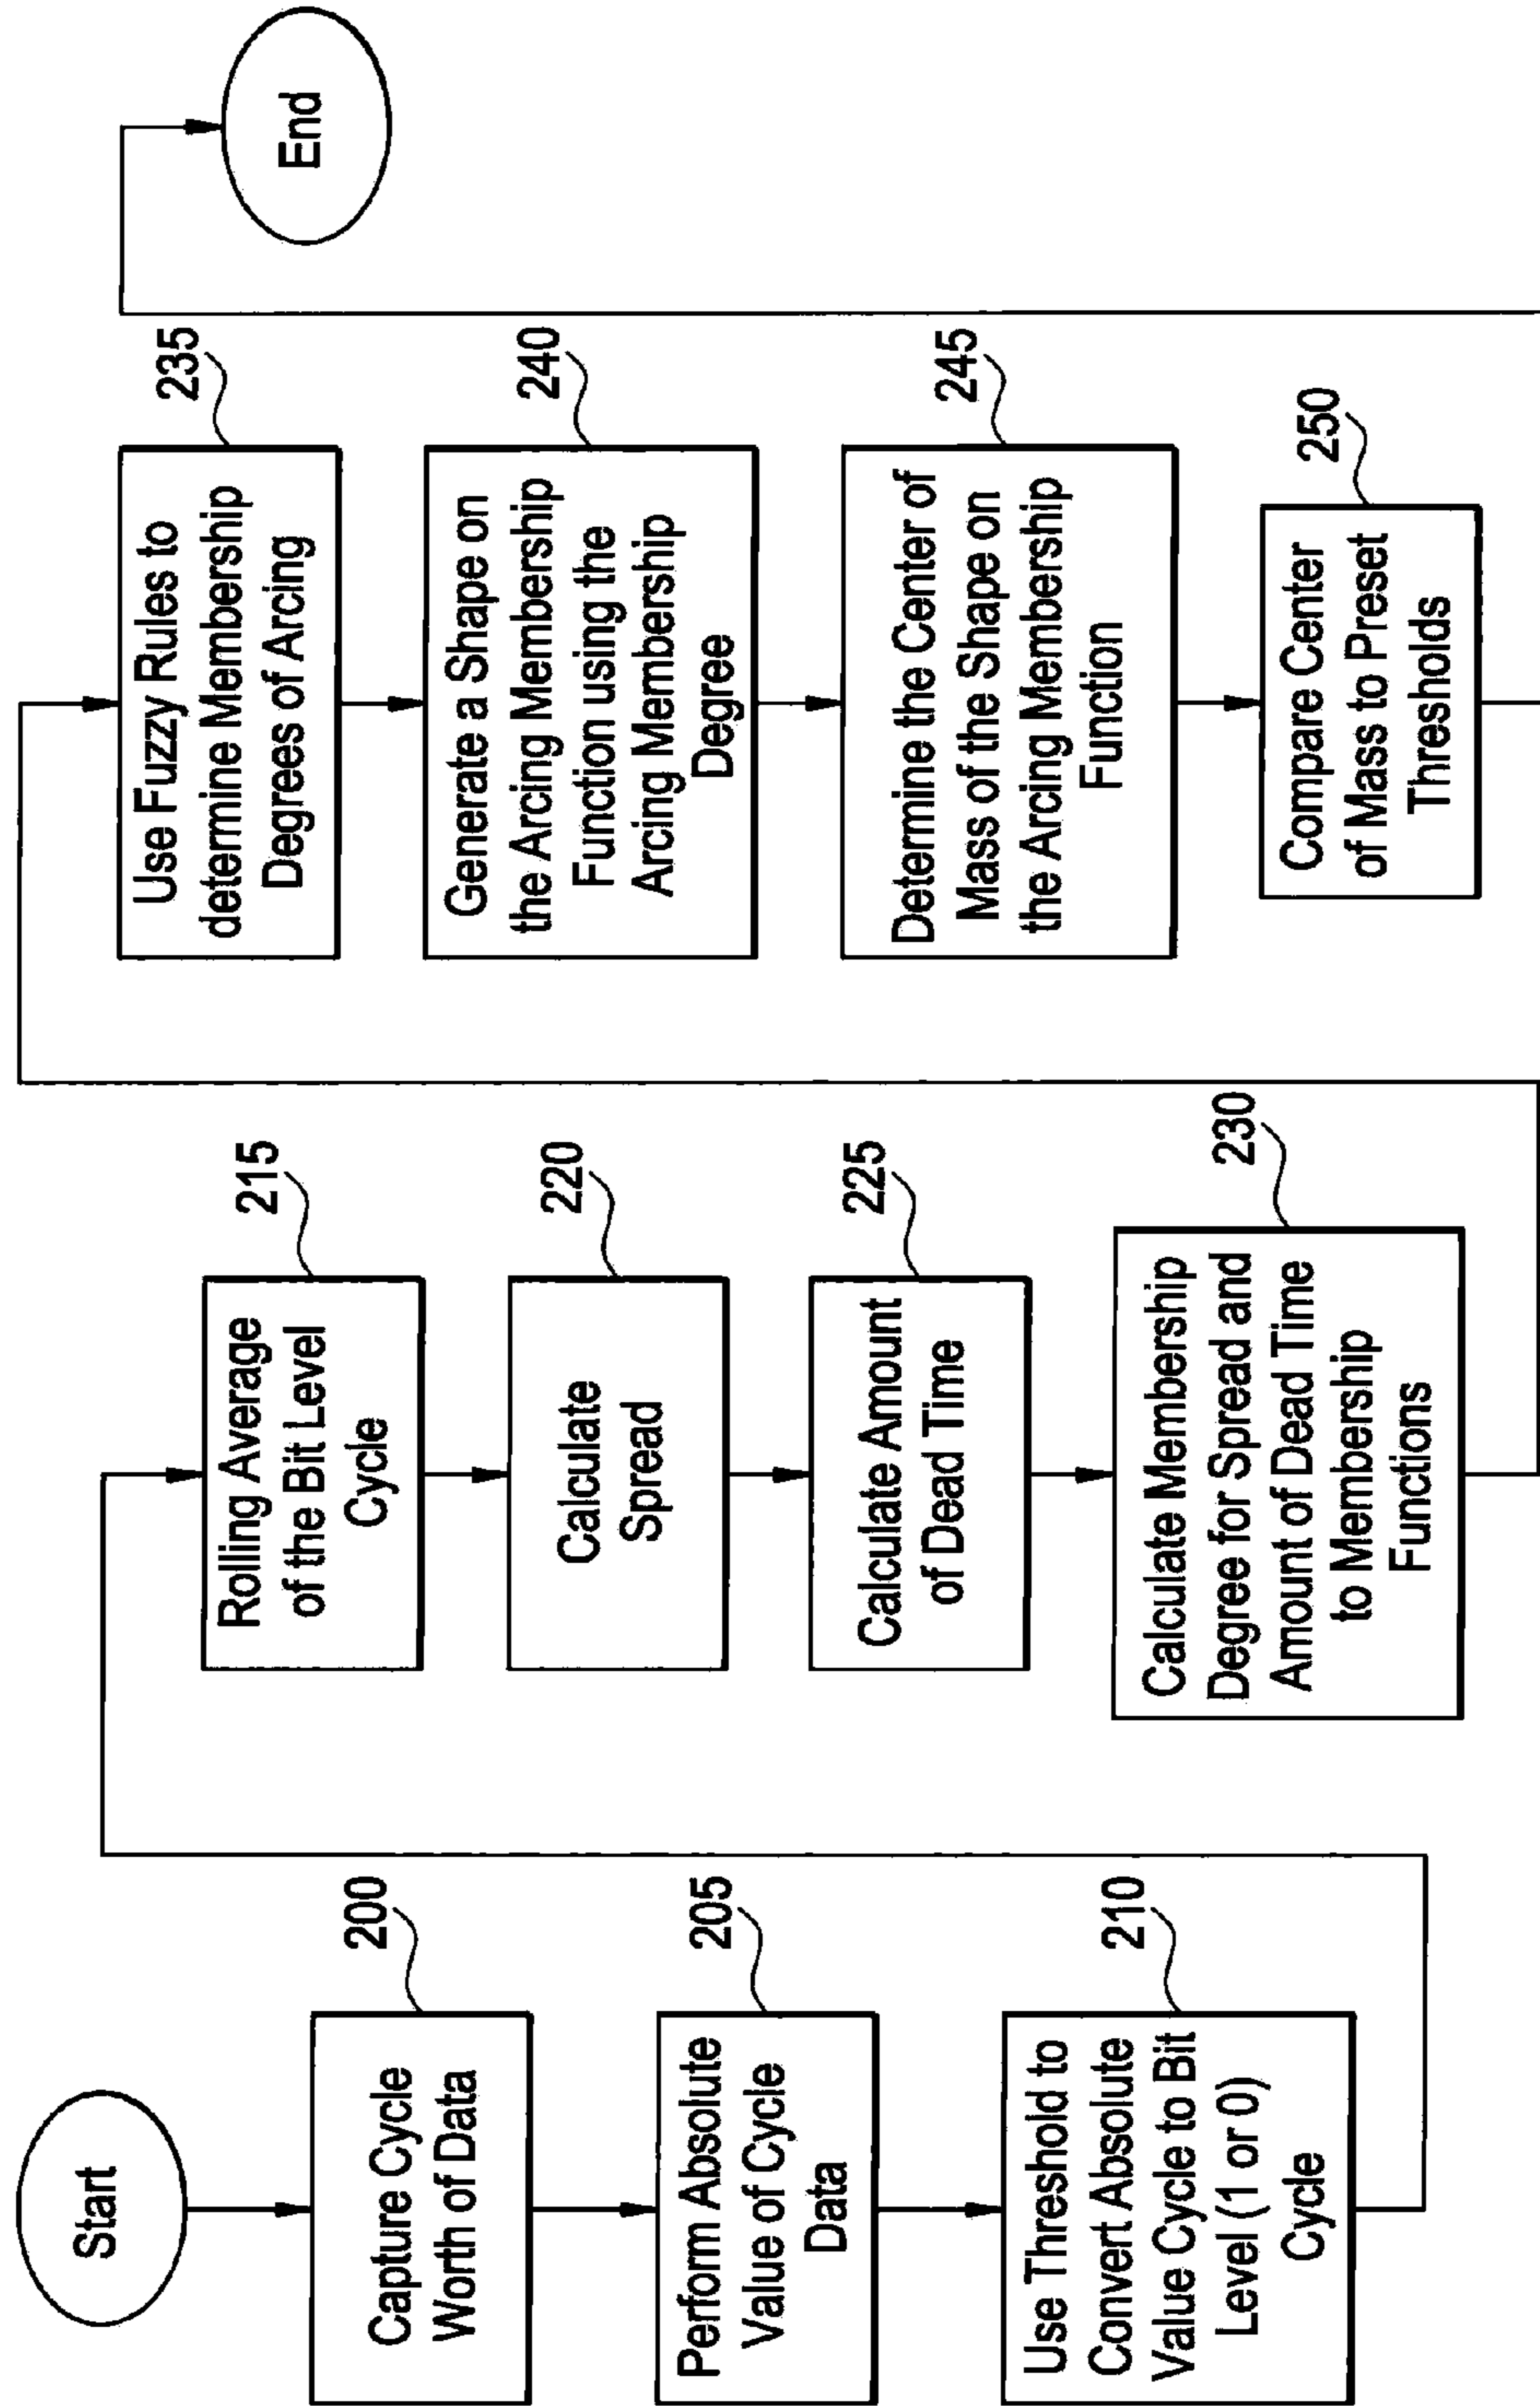 Start
200
Capture Cycle
Worth of Data
205
Perform Absolute
Value of Cycle
Data
210
Use Threshold to
Convert Absolute
Value Cycle to Bit
Level (1 or 0)
Cycle
215
Rolling Average
of the Bit Level
Cycle
220
Calculate
Spread
225
Calculate Amount
of Dead Time
230
Calculate Membership
Degree for Spread and
Amount of Dead Time
to Membership
Functions
235
Use Fuzzy Rules to
determine Membership
Degrees of Arcing
240
Generate a Shape on
the Arcing Membership
Function using the
Arcing Membership
Degree
245
Determine the Center of
Mass of the Shape on
the Arcing Membership
Function
250
Compare Center
of Mass to Preset
Thresholds
End